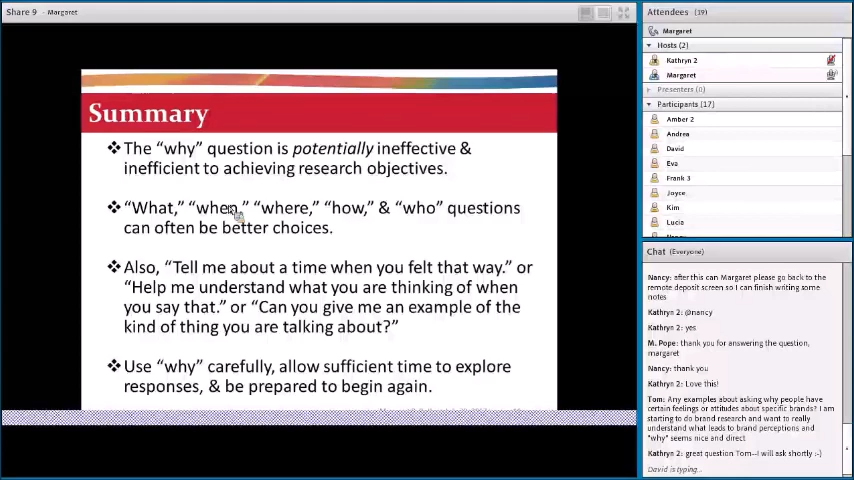 Share 9 - Margaret
Summary
❖The “why” question is potentially ineffective &
inefficient to achieving research objectives.
❖“What,” “when,” “where,” “how,” & “who” questions
can often be better choices.
❖Also, “Tell me about a time when you felt that way.” or
“Help me understand what you are thinking of when
you say that.” or “Can you give me an example of the
kind of thing you are talking about?”
❖Use “why” carefully, allow sufficient time to explore
responses, & be prepared to begin again.
Attendees (19)
Margaret
Hosts (2)
Kathryn 2
Margaret
Presenters (0)
Participants (17)
Amber 2
Andrea
David
Eva
Frank 3
Joyce
Kim
Lucia
Chat (Everyone)
Nancy: after this can Margaret please go back to the
remote deposit screen so I can finish writing some
notes
Kathryn 2: @nancy
Kathryn 2: yes
M. Pope: thank you for answering the question,
margaret
Nancy: thank you
Kathryn 2: Love this!
Tom: Any examples about asking why people have
certain feelings or attitudes about specific brands? I am
starting to do brand research and want to really
understand what leads to brand perceptions and
"why" seems nice and direct
Kathryn 2: great question Tom--I will ask shortly :-)
David is typing...